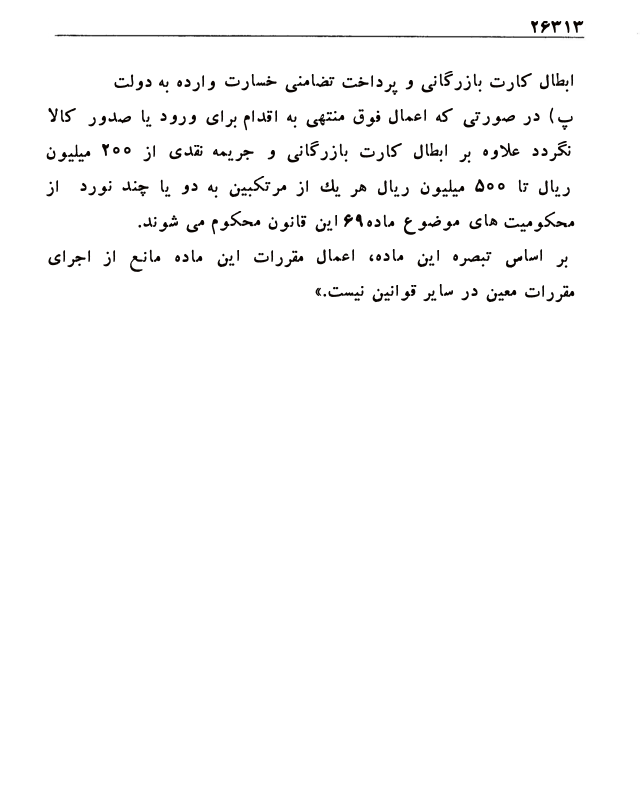 ۲۶۳۱۳
ابطال کارت بازرگانی و پرداخت تضامنی خسارت وارده به دولت
پ) در صورتی که اعمال فوق منتهی به اقدام برای ورود یا صدور کالا
نگردد علاوه بر ابطال کارت بازرگانی و جریمه نقدی از ۲۰۰ میلیون
ریال تا ۵۰۰ میلیون ریال هر یك از مرتکبین به دو یا چند نورد از
محکومیت های موضوع ماده۶۹ این قانون محکوم می شوند.
بر اساس تبصره این ماده، اعمال مقررات این ماده مانع از اجرای
مقررات معین در سایر قوانین نیست.»